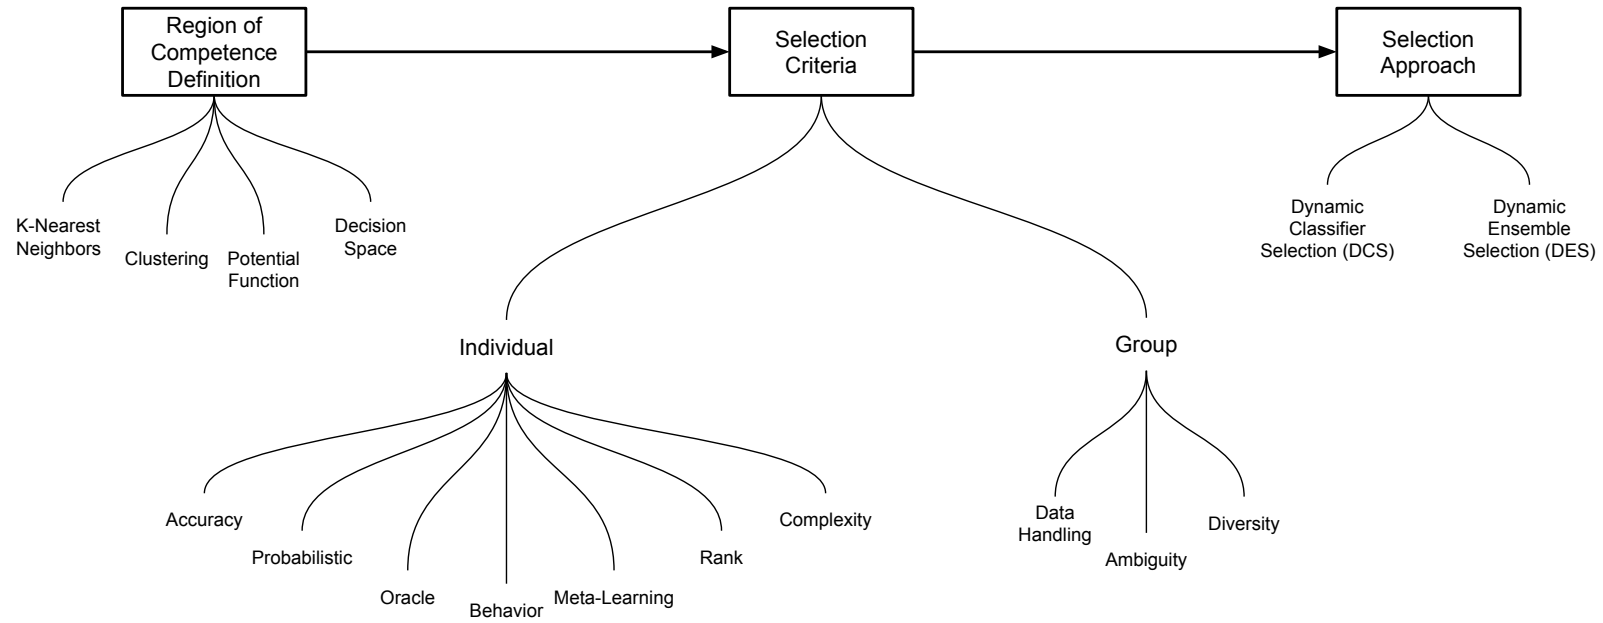 Region of
Competence
Definition
Selection
Criteria
Selection
Approach
K-Nearest
Neighbors
Clustering
Potential
Function
Decision
Space
Dynamic
Classifier
Selection (DCS)
Dynamic
Ensemble
Selection (DES)
Individual
Group
Accuracy
Probabilistic
Oracle
Behavior
Meta-Learning
Rank
Complexity
Data
Handling
Ambiguity
Diversity